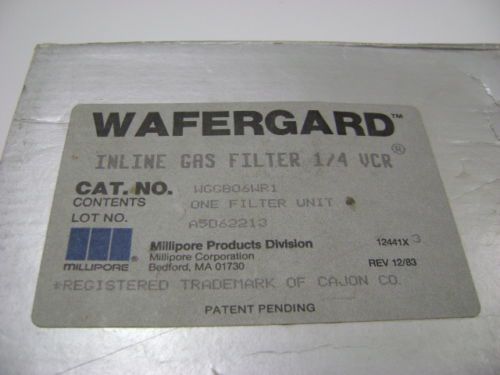 WAFERGARD™
INLINE GAS FILTER 1/4 VCR®
CAT. NO. WGGB06WR1
CONTENTS ONE FILTER UNIT
LOT NO. A5D62213
MILLIPORE®
Millipore Products Division
Millipore Corporation
Bedford, MA 01730
12441X 3
REV 12/83
*REGISTERED TRADEMARK OF CAJON CO.
PATENT PENDING